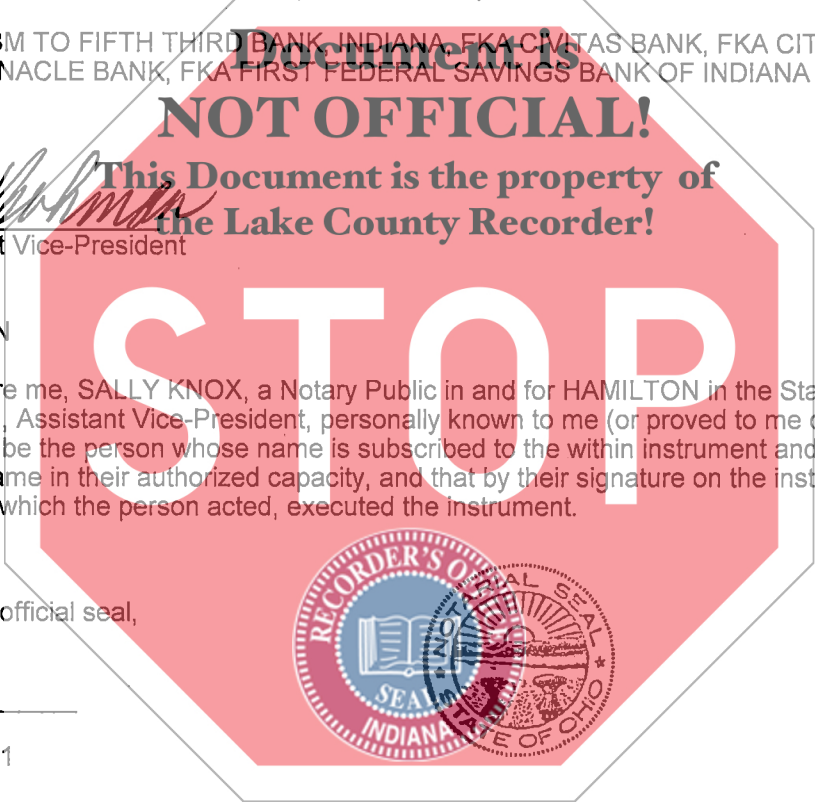 Document is
BM TO FIFTH THIRD BANK, INDIANA, FKA CIVITAS BANK, FKA CIT
NACLE BANK, FKA FIRST FEDERAL SAVINGS BANK OF INDIANA
NOT OFFICIAL!
This Document is the property of
the Lake County Recorder!
t Vice-President
STOP
N
re me, SALLY KNOX, a Notary Public in and for HAMILTON in the Sta
, Assistant Vice-President, personally known to me (or proved to me o
be the person whose name is subscribed to the within instrument and
ame in their authorized capacity, and that by their signature on the inst
which the person acted, executed the instrument.
RECORDER'S OFFICE
SEAL
INDIANA
NOTARIAL SEAL
STATE OF OHIO
official seal,
1